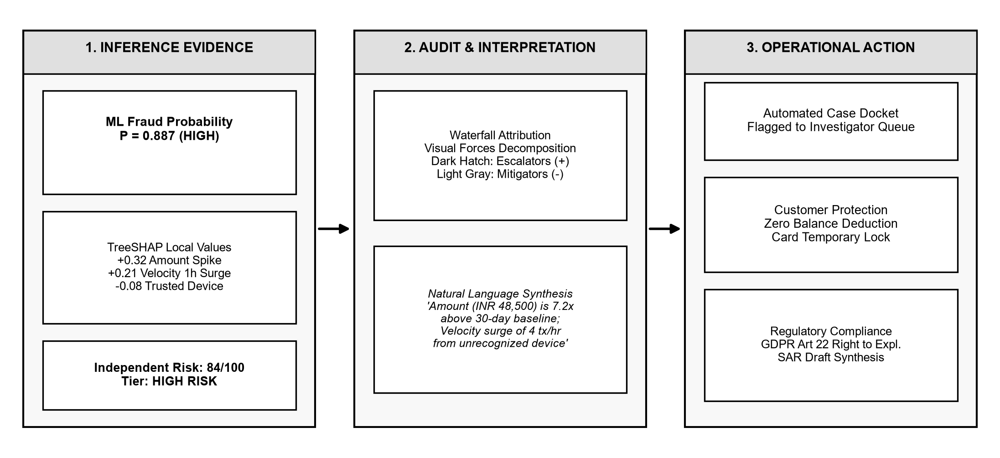 1. INFERENCE EVIDENCE
ML Fraud Probability
P = 0.887 (HIGH)
TreeSHAP Local Values
+0.32 Amount Spike
+0.21 Velocity 1h Surge
-0.08 Trusted Device
Independent Risk: 84/100
Tier: HIGH RISK
2. AUDIT & INTERPRETATION
Waterfall Attribution
Visual Forces Decomposition
Dark Hatch: Escalators (+)
Light Gray: Mitigators (-)
Natural Language Synthesis
'Amount (INR 48,500) is 7.2x
above 30-day baseline;
Velocity surge of 4 tx/hr
from unrecognized device'
3. OPERATIONAL ACTION
Automated Case Docket
Flagged to Investigator Queue
Customer Protection
Zero Balance Deduction
Card Temporary Lock
Regulatory Compliance
GDPR Art 22 Right to Expl.
SAR Draft Synthesis